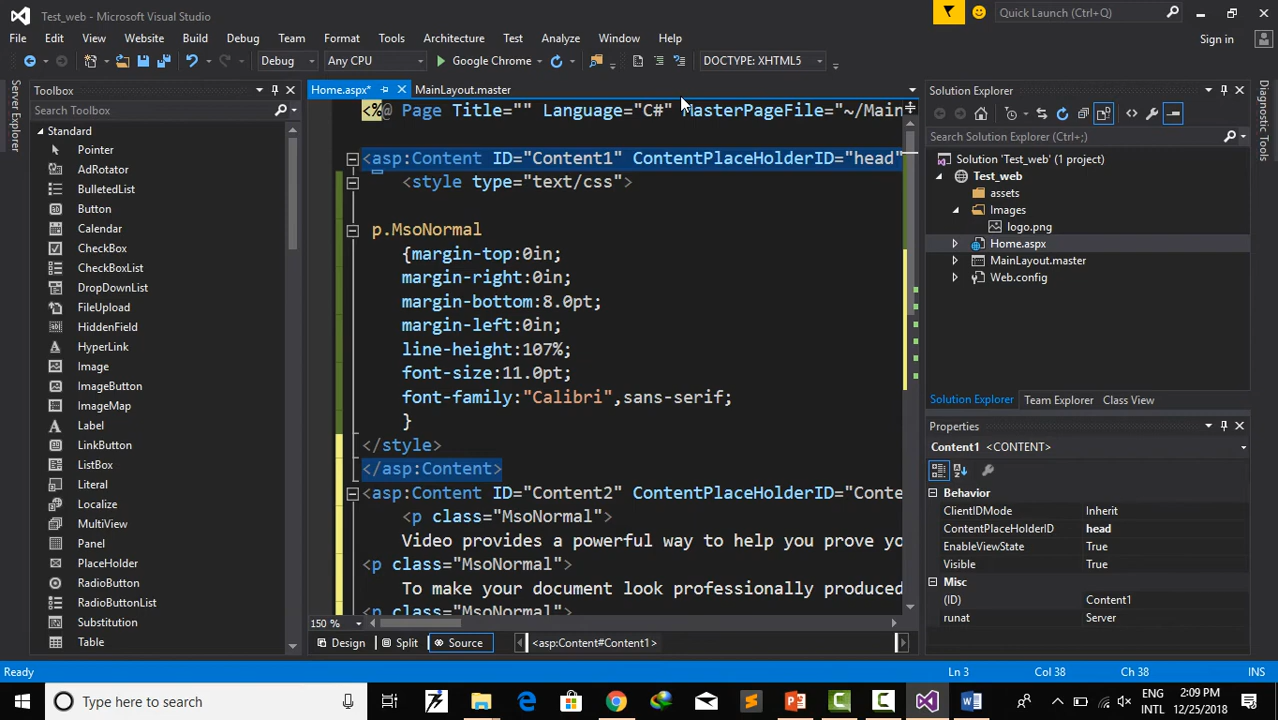 Test_web - Microsoft Visual Studio
Quick Launch (Ctrl+Q)
File Edit View Website Build Debug Team Format Tools Architecture Test Analyze Window Help
Sign in
Debug Any CPU Google Chrome DOCTYPE: XHTML5
Server Explorer
Toolbox
Search Toolbox
Standard
Pointer
AdRotator
BulletedList
Button
Calendar
CheckBox
CheckBoxList
DropDownList
FileUpload
HiddenField
HyperLink
Image
ImageButton
ImageMap
Label
LinkButton
ListBox
Literal
Localize
MultiView
Panel
PlaceHolder
RadioButton
RadioButtonList
Substitution
Table
Home.aspx* MainLayout.master
<%@ Page Title="" Language="C#" MasterPageFile="~/Main
<asp:Content ID="Content1" ContentPlaceHolderID="head"
<style type="text/css">
p.MsoNormal
{margin-top:0in;
margin-right:0in;
margin-bottom:8.0pt;
margin-left:0in;
line-height:107%;
font-size:11.0pt;
font-family:"Calibri",sans-serif;
}
</style>
</asp:Content>
<asp:Content ID="Content2" ContentPlaceHolderID="Conte
<p class="MsoNormal">
Video provides a powerful way to help you prove yo
<p class="MsoNormal">
To make your document look professionally produced
<p class="MsoNormal">
150 %
Design Split Source <asp:Content#Content1>
Solution Explorer
Search Solution Explorer (Ctrl+;)
Solution 'Test_web' (1 project)
Test_web
assets
Images
logo.png
Home.aspx
MainLayout.master
Web.config
Solution Explorer Team Explorer Class View
Properties
Content1 <CONTENT>
Behavior
ClientIDMode Inherit
ContentPlaceHolderID head
EnableViewState True
Visible True
Misc
(ID) Content1
runat Server
Diagnostic Tools
Ready Ln 3 Col 38 Ch 38 INS
Type here to search
ENG
INTL
2:09 PM
12/25/2018